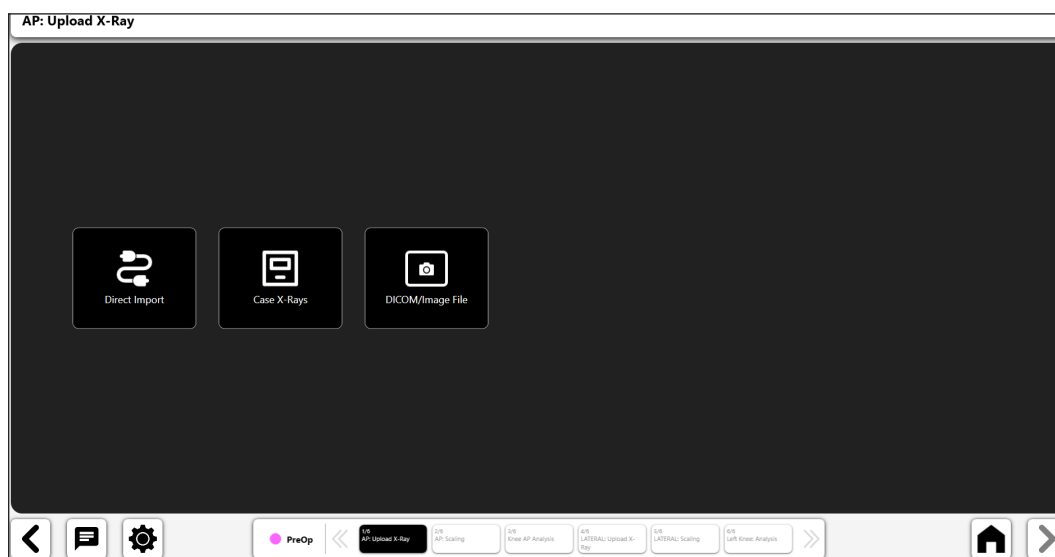 AP: Upload X-Ray
Direct Import
Case X-Rays
DICOM/Image File
PreOp
1/6
AP: Upload X-Ray
2/6
AP: Scaling
3/6
Knee AP Analysis
4/6
LATERAL: Upload X-
Ray
5/6
LATERAL: Scaling
6/6
Left Knee: Analysis